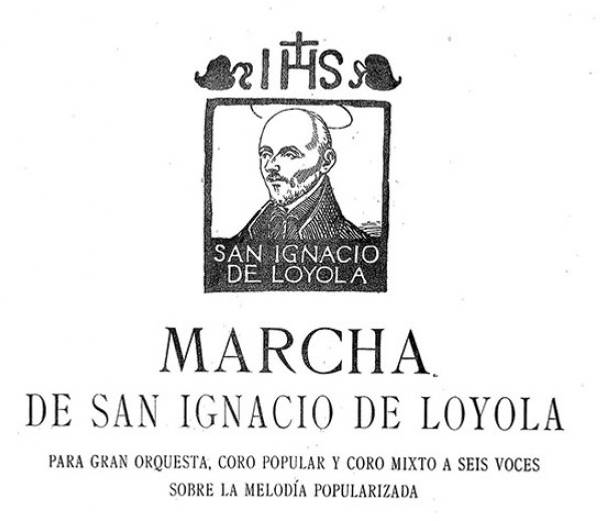 IHS
SAN IGNACIO
DE LOYOLA
MARCHA
DE SAN IGNACIO DE LOYOLA
PARA GRAN ORQUESTA, CORO POPULAR Y CORO MIXTO A SEIS VOCES
SOBRE LA MELODÍA POPULARIZADA